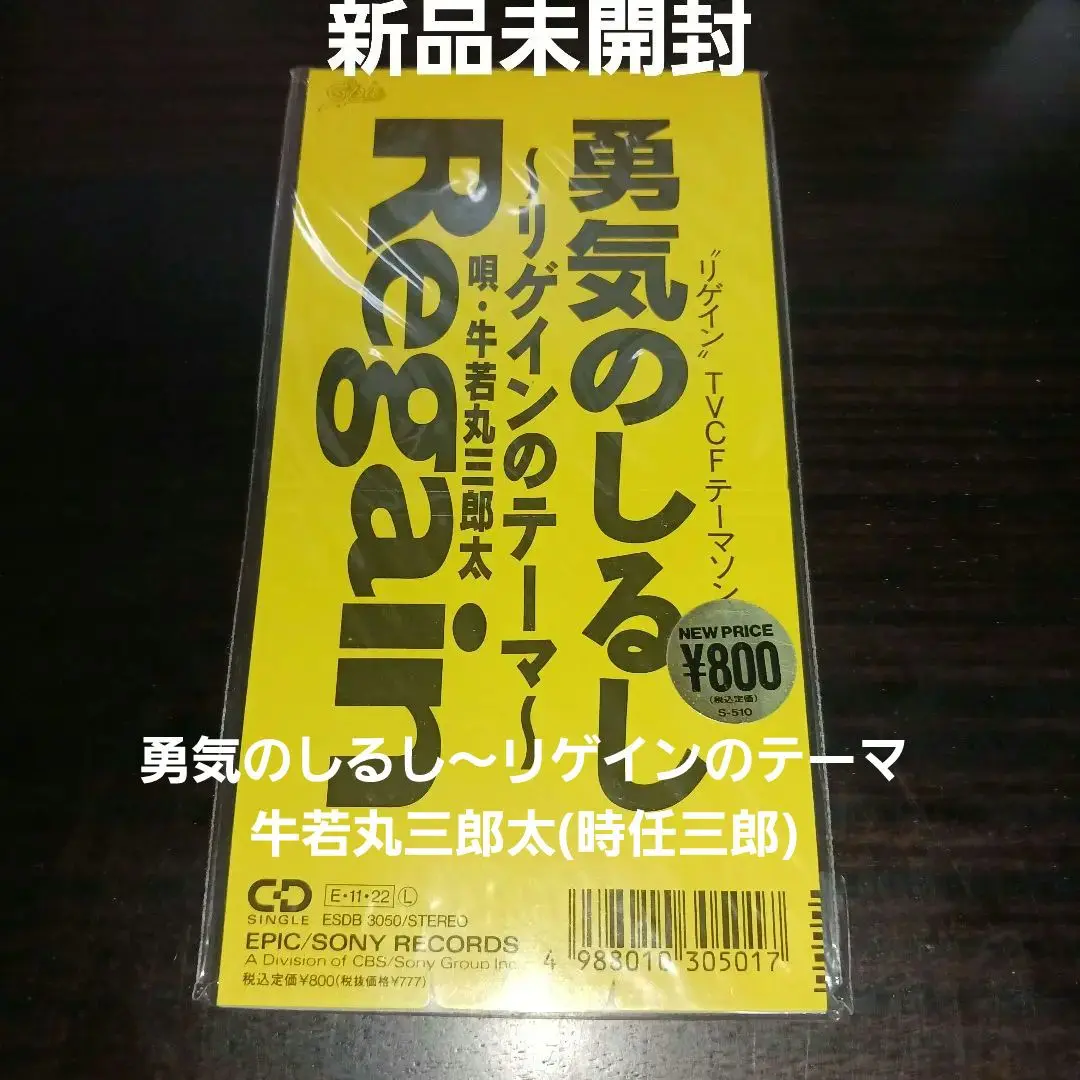 新品未開封
Epic
勇気のしるし
〜リゲインのテーマ〜
唄・牛若丸三郎太
Regain
"リゲイン" TVCFテーマソン
NEW PRICE
¥800
(税込定価)
S-510
勇気のしるし〜リゲインのテーマ
牛若丸三郎太(時任三郎)
CD
SINGLE
E・11・22 Ⓛ
ESDB 3050/STEREO
EPIC/SONY RECORDS
A Division of CBS/Sony Group Inc.
税込定価¥800(税抜価格¥777)
4 988010 305017